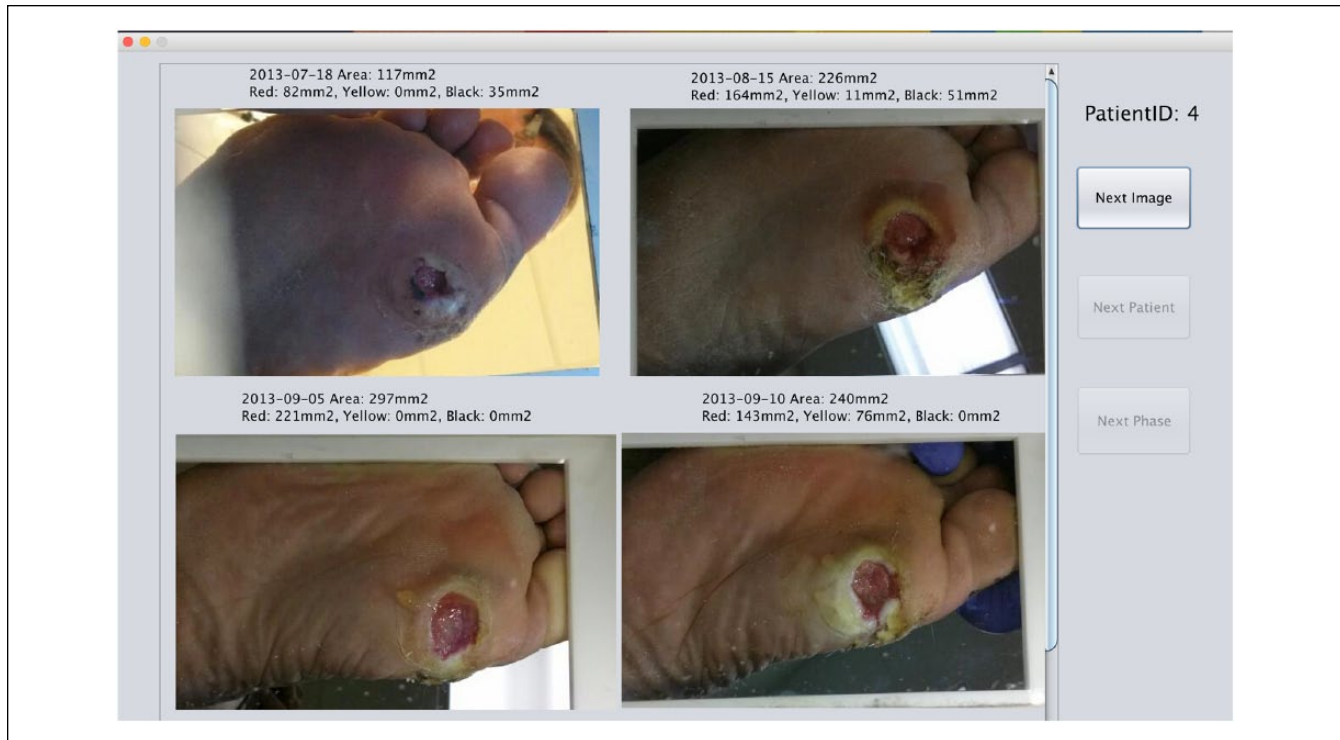 2013-07-18 Area: 117mm2
Red: 82mm2, Yellow: 0mm2, Black: 35mm2
2013-08-15 Area: 226mm2
Red: 164mm2, Yellow: 11mm2, Black: 51mm2
PatientID: 4
Next Image
Next Patient
2013-09-05 Area: 297mm2
Red: 221mm2, Yellow: 0mm2, Black: 0mm2
2013-09-10 Area: 240mm2
Red: 143mm2, Yellow: 76mm2, Black: 0mm2
Next Phase